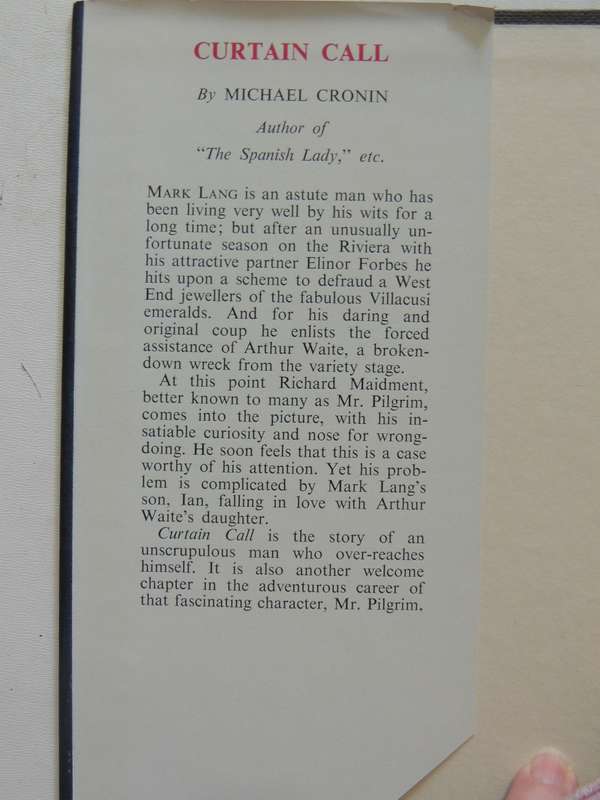 CURTAIN CALL
By MICHAEL CRONIN
Author of
“The Spanish Lady,” etc.
MARK LANG is an astute man who has
been living very well by his wits for a
long time; but after an unusually un-
fortunate season on the Riviera with
his attractive partner Elinor Forbes he
hits upon a scheme to defraud a West
End jewellers of the fabulous Villacusi
emeralds. And for his daring and
original coup he enlists the forced
assistance of Arthur Waite, a broken-
down wreck from the variety stage.
At this point Richard Maidment,
better known to many as Mr. Pilgrim,
comes into the picture, with his in-
satiable curiosity and nose for wrong-
doing. He soon feels that this is a case
worthy of his attention. Yet his prob-
lem is complicated by Mark Lang's
son, Ian, falling in love with Arthur
Waite's daughter.
Curtain Call is the story of an
unscrupulous man who over-reaches
himself. It is also another welcome
chapter in the adventurous career of
that fascinating character, Mr. Pilgrim.